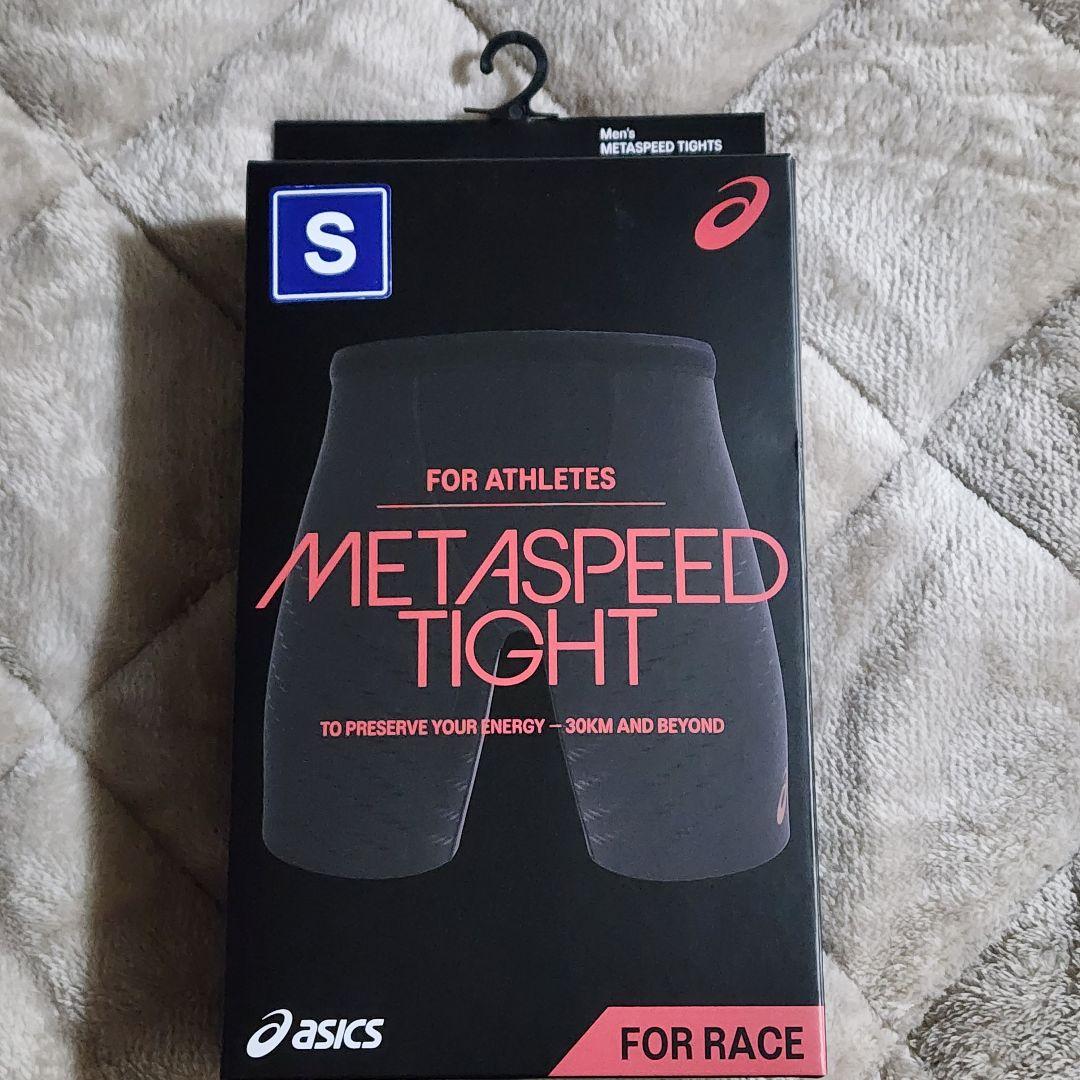 Men's
METASPEED TIGHTS
S
FOR ATHLETES
METASPEED
TIGHT
TO PRESERVE YOUR ENERGY – 30KM AND BEYOND
asics
FOR RACE